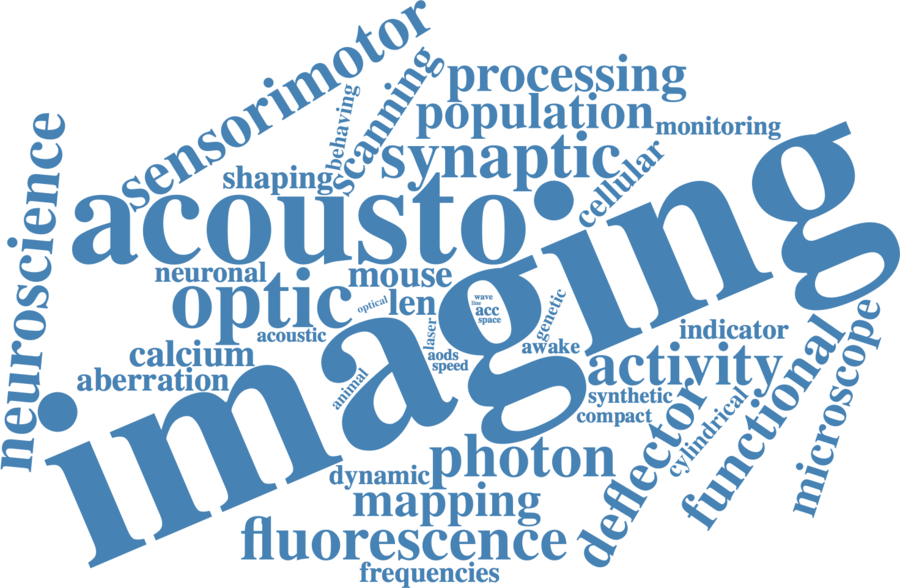 sensorimotor
behaving
scanning
processing
population
monitoring
neuroscience
shaping
synaptic
cellular
acousto
imaging
neuronal
mouse
optic
optical
len
wave
line
acc
space
genetic
acoustic
laser
aods
speed
awake
indicator
calcium
aberration
animal
activity
synthetic
compact
functional
microscope
deflector
cylindrical
photon
dynamic
mapping
fluorescence
frequencies